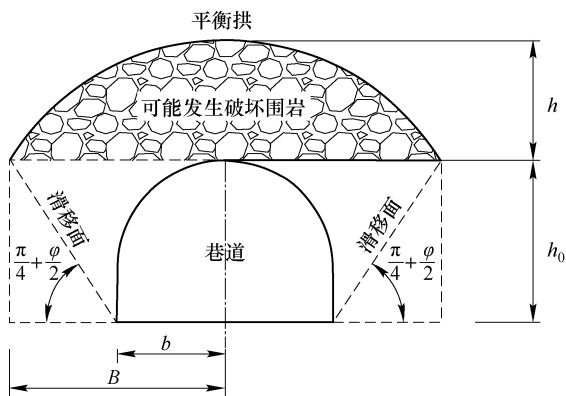 平衡拱
可能发生破坏围岩
h
滑移面
滑移面
巷道
π/4+φ/2
π/4+φ/2
h₀
b
B